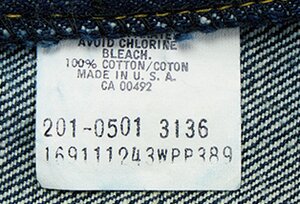 AVOID CHLORINE
BLEACH.
100% COTTON/COTON
MADE IN U.S.A.
CA 00492
201-0501 3136
169111243WPP389